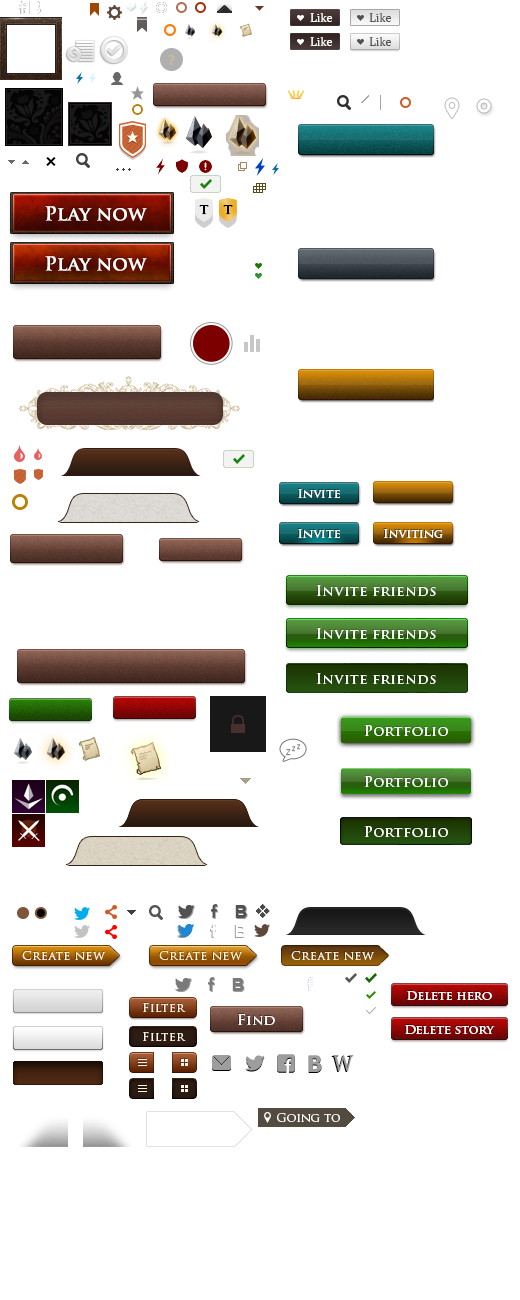 Like
Like
Like
Like
?
T
T
PLAY NOW
PLAY NOW
INVITE
INVITE
INVITING
INVITE FRIENDS
INVITE FRIENDS
INVITE FRIENDS
PORTFOLIO
PORTFOLIO
PORTFOLIO
zzz
B
CREATE NEW
CREATE NEW
CREATE NEW
B
DELETE HERO
FILTER
FIND
DELETE STORY
FILTER
B
W
GOING TO